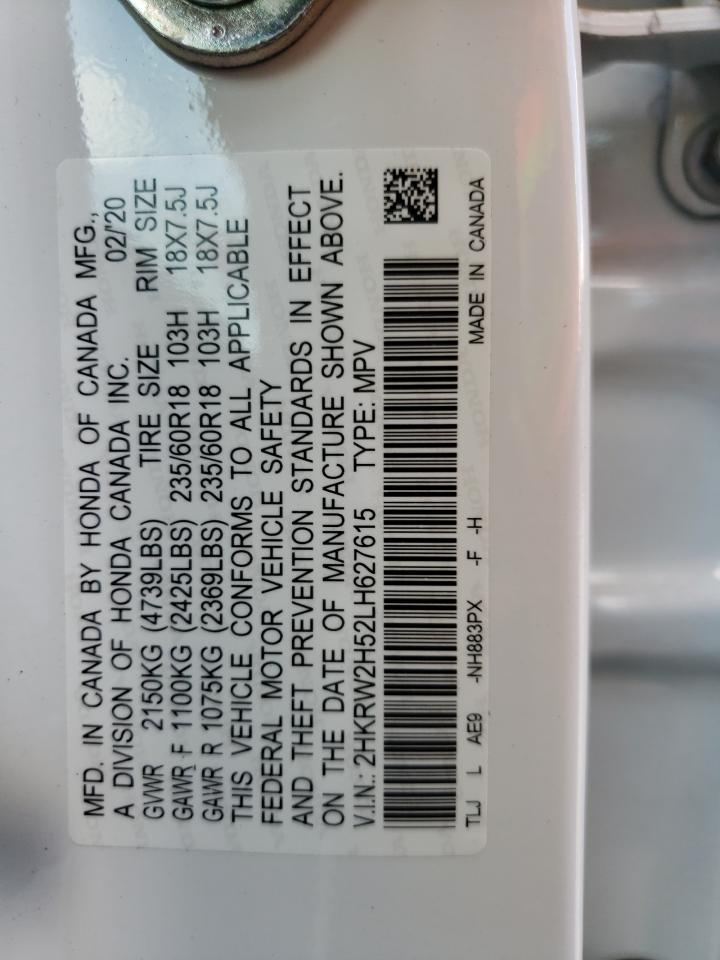 MFD. IN CANADA BY HONDA OF CANADA MFG.,
A DIVISION OF HONDA CANADA INC. 02/'20
GVWR 2150KG (4739LBS) TIRE SIZE RIM SIZE
GAWR F 1100KG (2425LBS) 235/60R18 103H 18X7.5J
GAWR R 1075KG (2369LBS) 235/60R18 103H 18X7.5J
THIS VEHICLE CONFORMS TO ALL APPLICABLE
FEDERAL MOTOR VEHICLE SAFETY
AND THEFT PREVENTION STANDARDS IN EFFECT
ON THE DATE OF MANUFACTURE SHOWN ABOVE.
V.I.N.: 2HKRW2H52LH627615 TYPE: MPV
TLJ L AE9 -NH883PX -F -H MADE IN CANADA